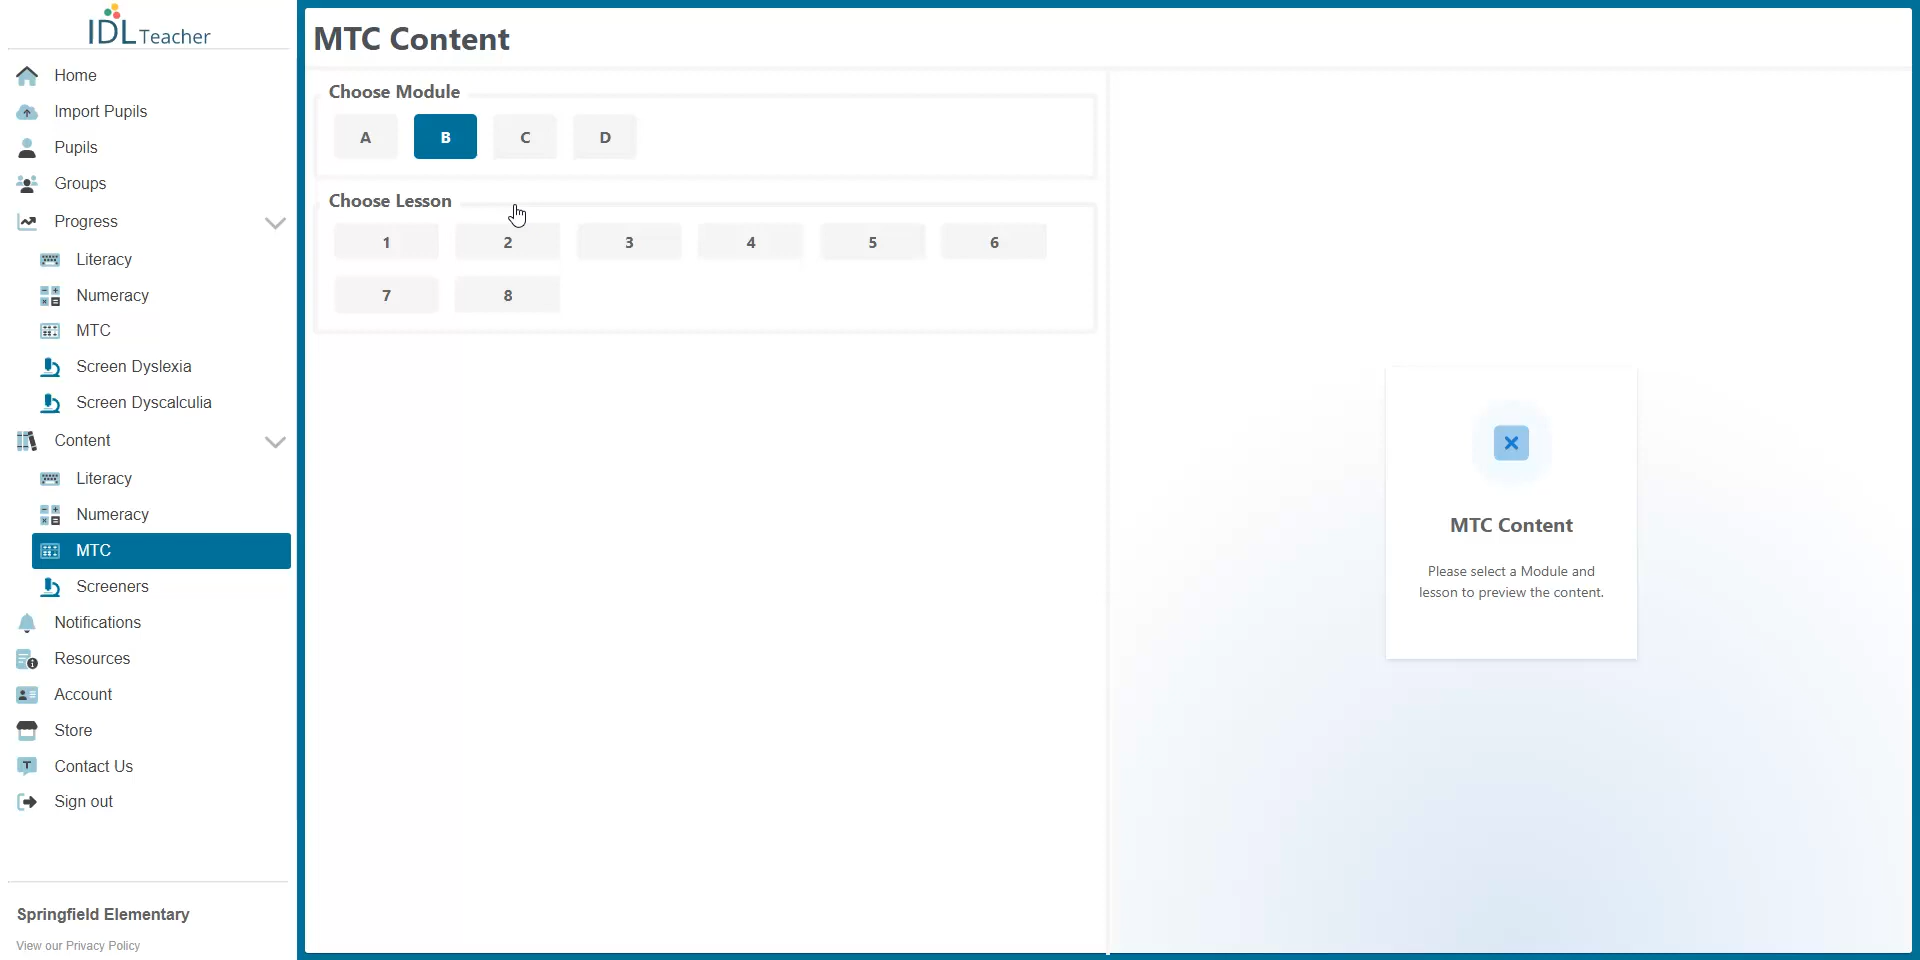 IDL Teacher
Home
Import Pupils
Pupils
Groups
Progress
Literacy
Numeracy
MTC
Screen Dyslexia
Screen Dyscalculia
Content
Literacy
Numeracy
MTC
Screeners
Notifications
Resources
Account
Store
Contact Us
Sign out
Springfield Elementary
View our Privacy Policy
MTC Content
Choose Module
A B C D
Choose Lesson
1 2 3 4 5 6
7 8
MTC Content
Please select a Module and
lesson to preview the content.